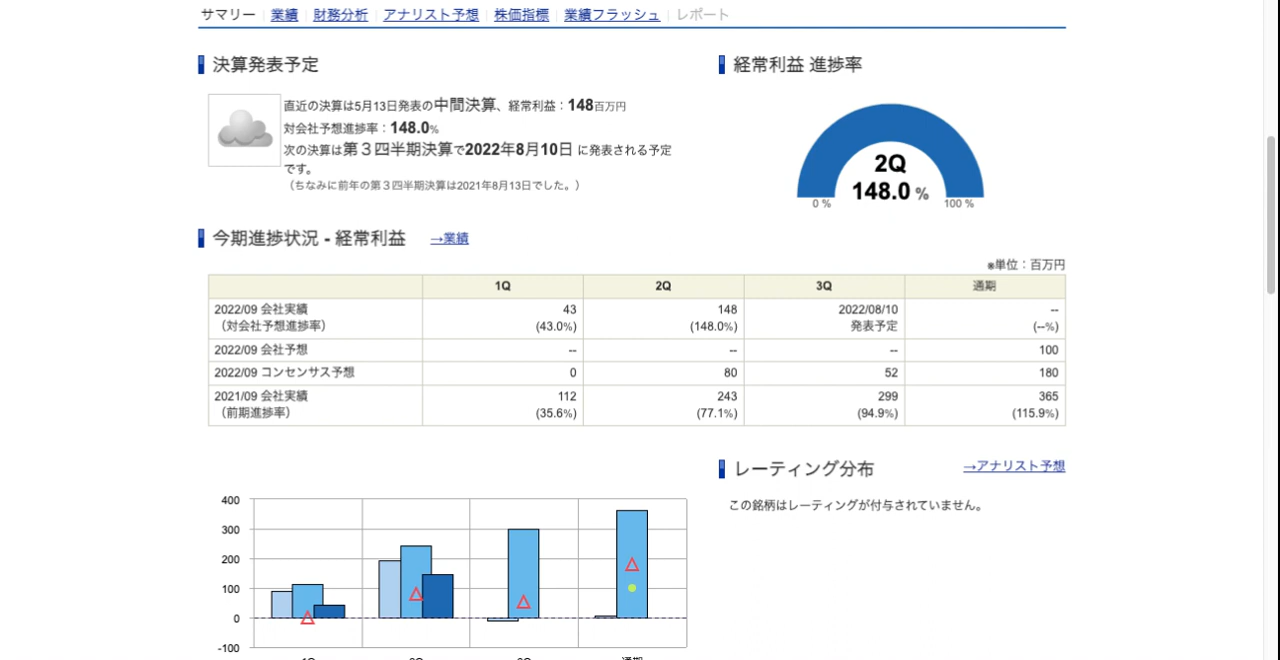 サマリー 業績 財務分析 アナリスト予想 株価指標 業績フラッシュ レポート
決算発表予定
直近の決算は5月13日発表の中間決算、経常利益：148百万円
対会社予想進捗率：148.0%
次の決算は第３四半期決算で2022年8月10日 に発表される予定
です。
（ちなみに前年の第３四半期決算は2021年8月13日でした。）
経常利益 進捗率
2Q
148.0 %
0 % 100 %
今期進捗状況 - 経常利益 →業績
※単位：百万円
1Q 2Q 3Q 通期
2022/09 会社実績 43 148 2022/08/10 --
（対会社予想進捗率） (43.0%) (148.0%) 発表予定 (--%)
2022/09 会社予想 -- -- -- 100
2022/09 コンセンサス予想 0 80 52 180
2021/09 会社実績 112 243 299 365
（前期進捗率） (35.6%) (77.1%) (94.9%) (115.9%)
400
300
200
100
0
-100
レーティング分布 →アナリスト予想
この銘柄はレーティングが付与されていません。